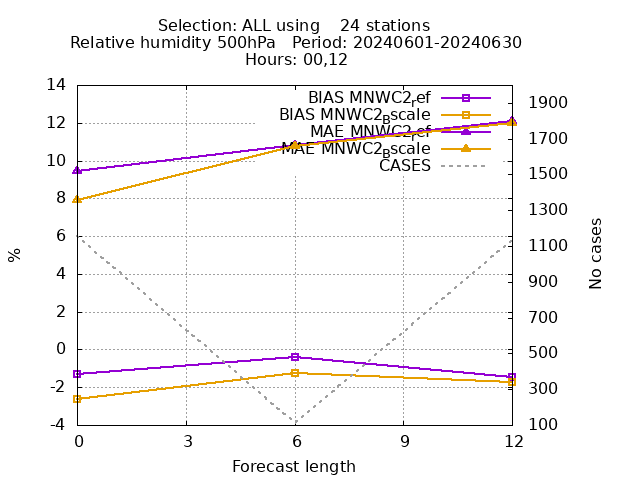 Selection: ALL using    24 stations
Relative humidity 500hPa   Period: 20240601-20240630
Hours: 00,12
BIAS MNWC2_ref
BIAS MNWC2_Bscale
MAE MNWC2_ref
MAE MNWC2_Bscale
CASES
14
12
10
8
6
4
2
0
-2
-4
%
1900
1700
1500
1300
1100
900
700
500
300
100
No cases
0 3 6 9 12
Forecast length